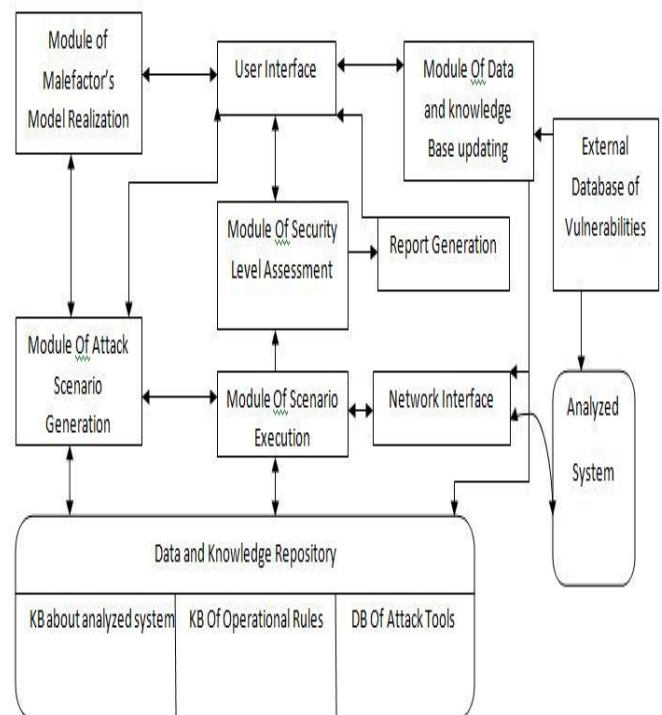 Module of
Malefactor's
Model Realization
User Interface
Module Of Data
and knowledge
Base updating
External
Database of
Vulnerabilities
Module Of Security
Level Assessment
Report Generation
Module Of Attack
Scenario
Generation
Module Of Scenario
Execution
Network Interface
Analyzed
System
Data and Knowledge Repository
KB about analyzed system
KB Of Operational Rules
DB Of Attack Tools